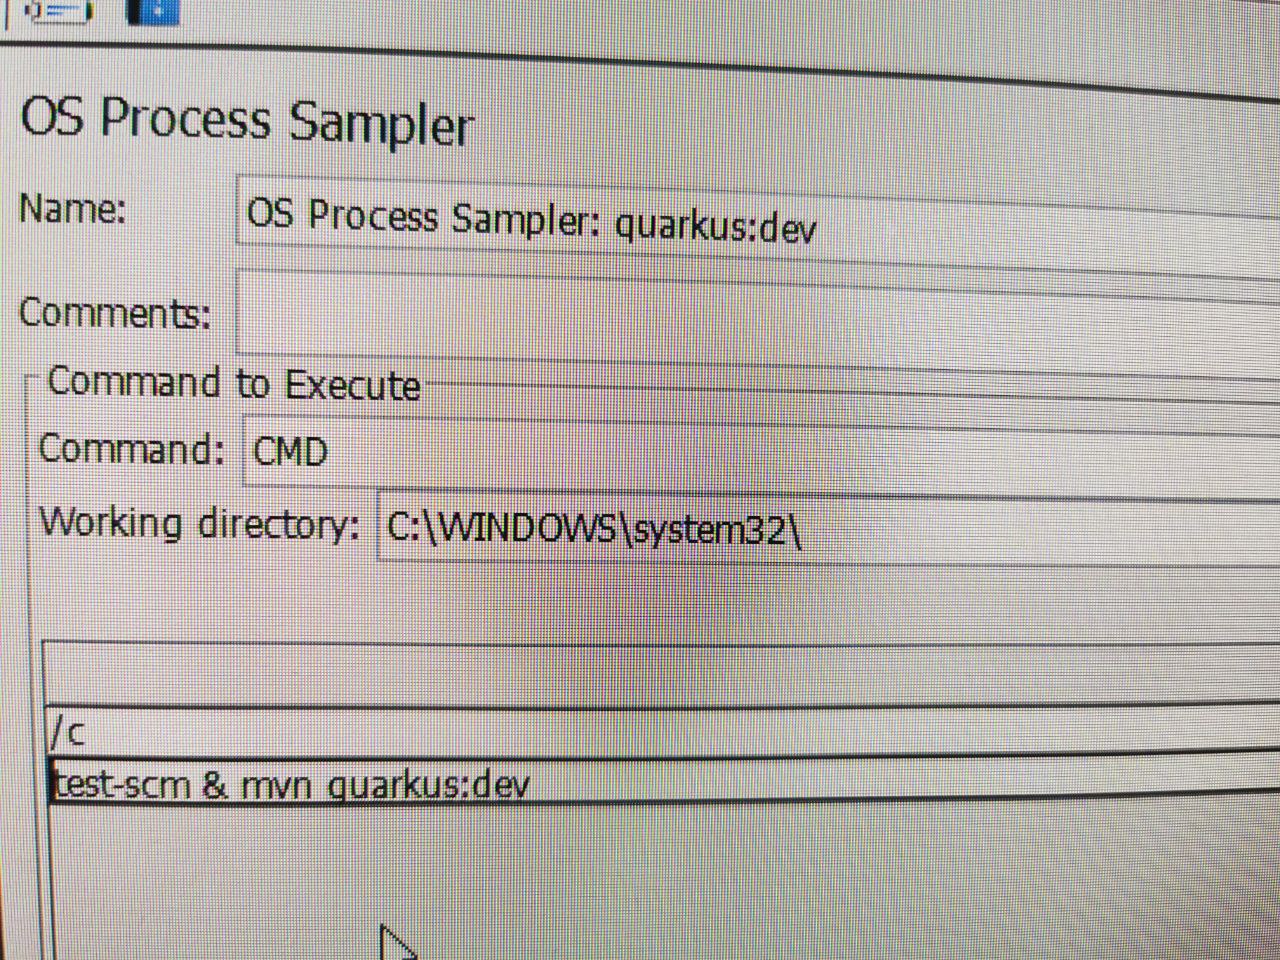 OS Process Sampler
Name: OS Process Sampler: quarkus:dev
Comments:
Command to Execute
Command: CMD
Working directory: C:\WINDOWS\system32\
/c
test-scm & mvn quarkus:dev